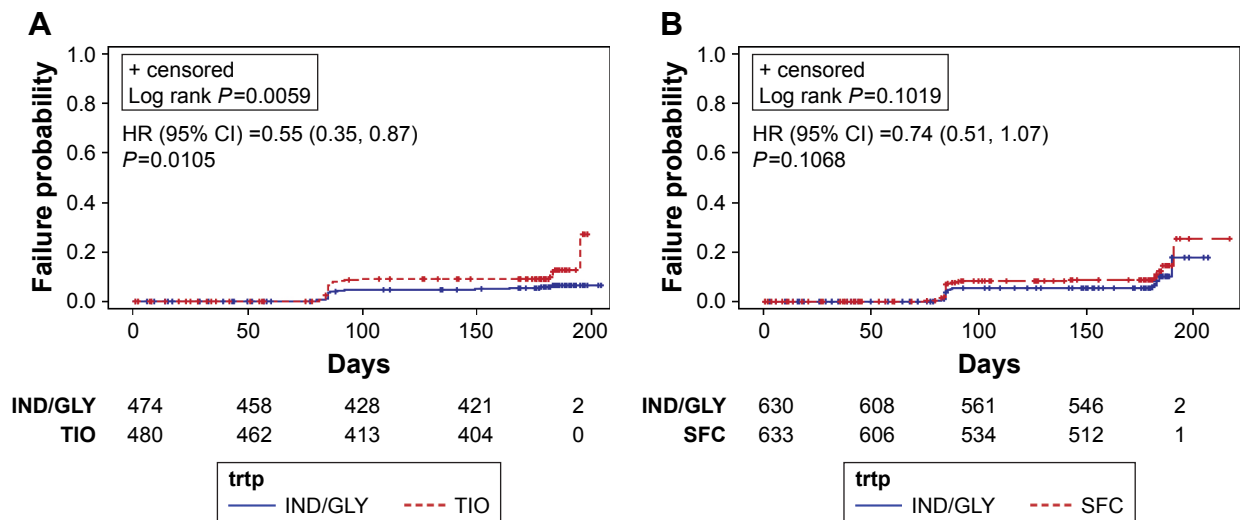 A
Failure probability
1.0
0.8
0.6
0.4
0.2
0.0
+ censored
Log rank P=0.0059
HR (95% CI) =0.55 (0.35, 0.87)
P=0.0105
0 50 100 150 200
Days
IND/GLY 474 458 428 421 2
TIO 480 462 413 404 0
trtp
IND/GLY TIO
B
Failure probability
1.0
0.8
0.6
0.4
0.2
0.0
+ censored
Log rank P=0.1019
HR (95% CI) =0.74 (0.51, 1.07)
P=0.1068
0 50 100 150 200
Days
IND/GLY 630 608 561 546 2
SFC 633 606 534 512 1
trtp
IND/GLY SFC